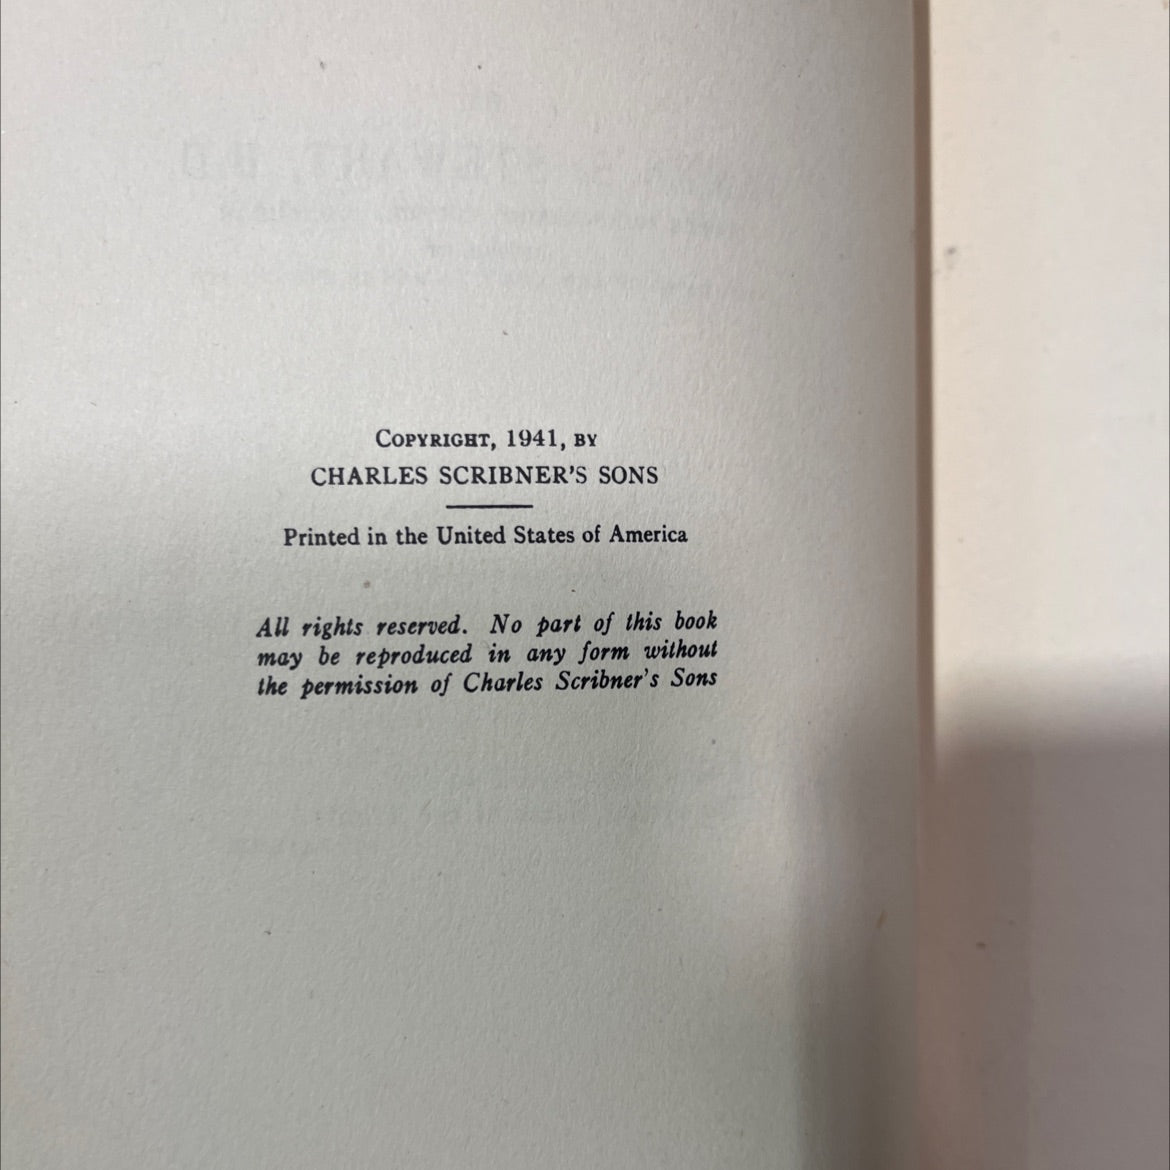 COPYRIGHT, 1941, BY
CHARLES SCRIBNER'S SONS
Printed in the United States of America
All rights reserved. No part of this book
may be reproduced in any form without
the permission of Charles Scribner's Sons